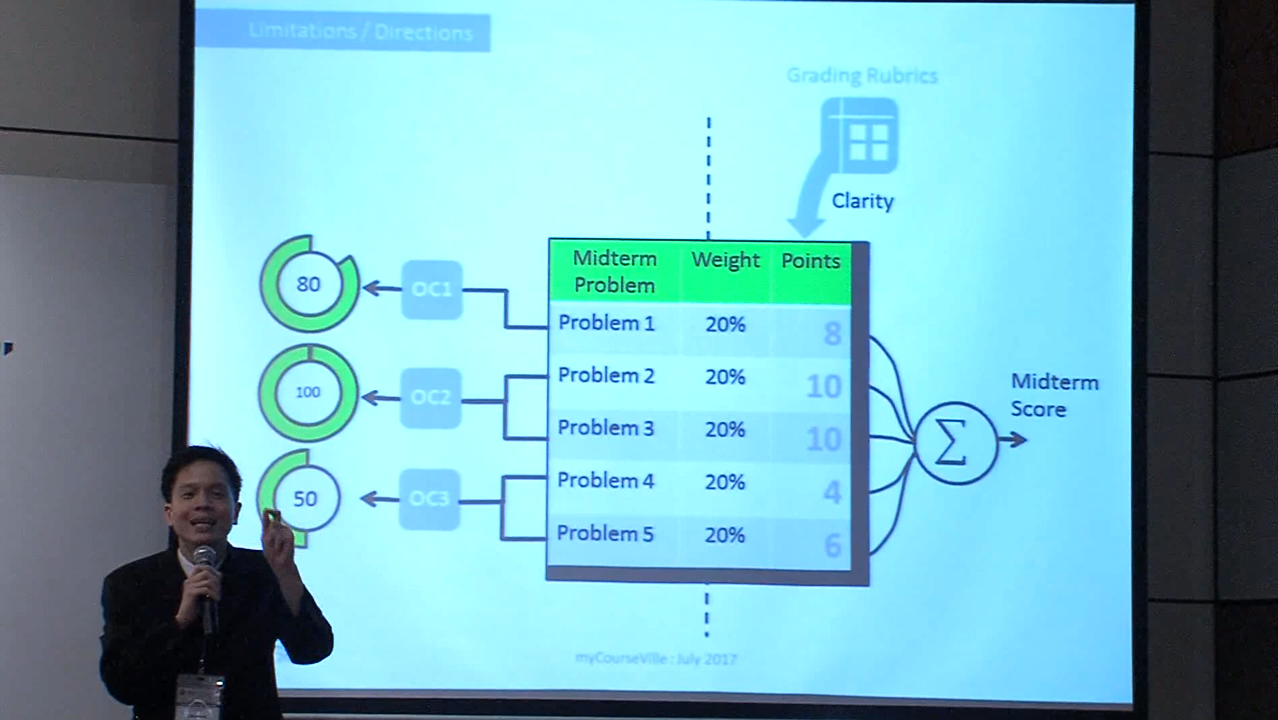 Limitations / Directions
Grading Rubrics
Clarity
Midterm Problem Weight Points
Problem 1 20% 8
Problem 2 20% 10
Problem 3 20% 10
Problem 4 20% 4
Problem 5 20% 6
80 OC1
100 OC2
50 OC3
Σ
Midterm
Score
myCourseVille : July 2017